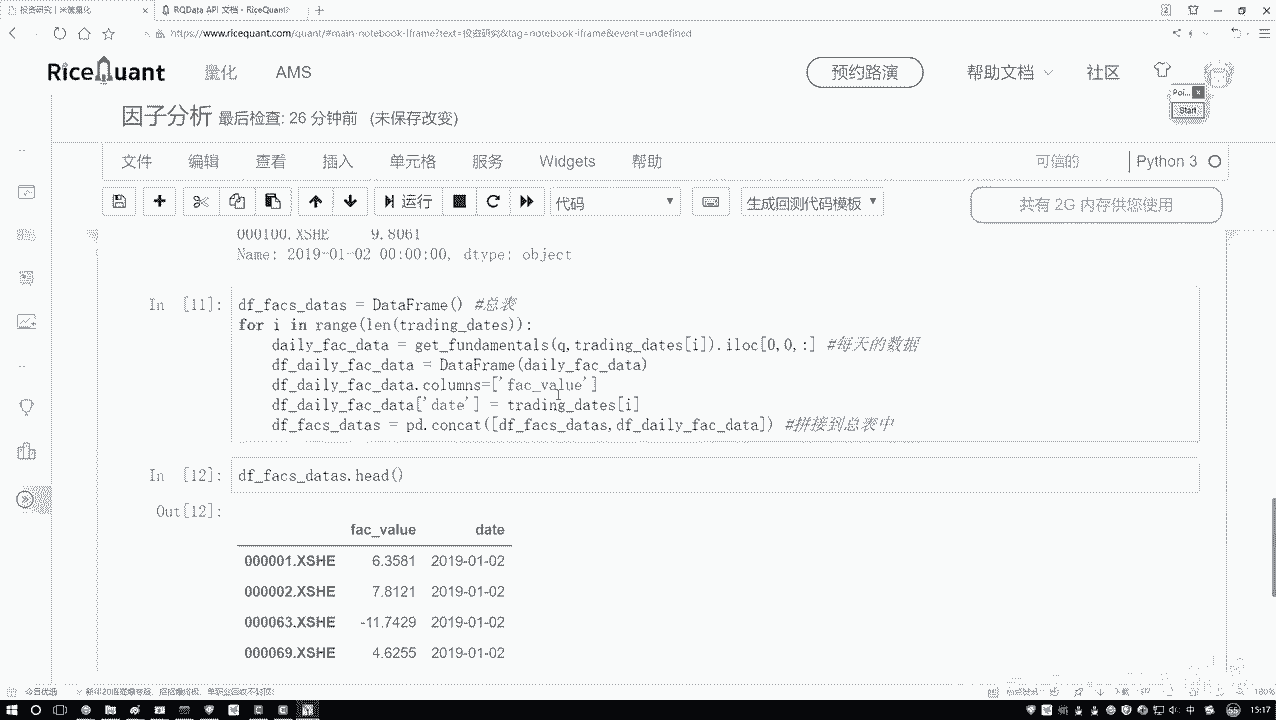 投资研究 | 米筐量化
RQData API 文档 - RiceQuant
https://www.ricequant.com/quant/#main-notebook-iframe?text=投资研究&tag=notebook-iframe&event=undefined
RiceQuant 量化 AMS 预约路演 帮助文档 社区
Poi...
Start
因子分析 最后检查: 26 分钟前 (未保存改变)
文件 编辑 查看 插入 单元格 服务 Widgets 帮助 可信的 Python 3
运行 代码 生成回测代码模板 共有 2G 内存供您使用
000100.XSHE 9.8061
Name: 2019-01-02 00:00:00, dtype: object
In [11]: df_facs_datas = DataFrame() #总表
for i in range(len(trading_dates)):
daily_fac_data = get_fundamentals(q,trading_dates[i]).iloc[0,0,:] #每天的数据
df_daily_fac_data = DataFrame(daily_fac_data)
df_daily_fac_data.columns=['fac_value']
df_daily_fac_data['date'] = trading_dates[i]
df_facs_datas = pd.concat([df_facs_datas,df_daily_fac_data]) #拼接到总表中
In [12]: df_facs_datas.head()
Out[12]:
fac_value date
000001.XSHE 6.3581 2019-01-02
000002.XSHE 7.8121 2019-01-02
000063.XSHE -11.7429 2019-01-02
000069.XSHE 4.6255 2019-01-02
今日优选
160%
中 15:17